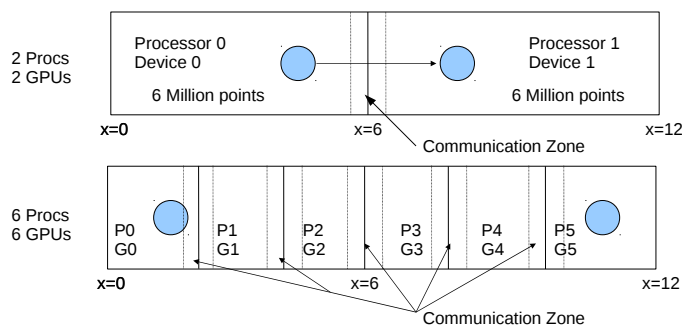 2 Procs
2 GPUs
Processor 0
Device 0
6 Million points
Processor 1
Device 1
6 Million points
x=0
x=6
x=12
Communication Zone
6 Procs
6 GPUs
P0
G0
P1
G1
P2
G2
P3
G3
P4
G4
P5
G5
x=0
x=6
x=12
Communication Zone